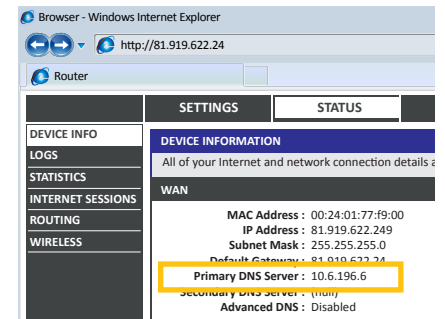 Browser - Windows Internet Explorer
http://81.919.622.24
Router
SETTINGS STATUS
DEVICE INFO
LOGS
STATISTICS
INTERNET SESSIONS
ROUTING
WIRELESS
DEVICE INFORMATION
All of your Internet and network connection details a
WAN
MAC Address : 00:24:01:77:f9:00
IP Address : 81.919.622.249
Subnet Mask : 255.255.255.0
Default Gateway : 81.919.622.24
Primary DNS Server : 10.6.196.6
Secondary DNS Server : (null)
Advanced DNS : Disabled